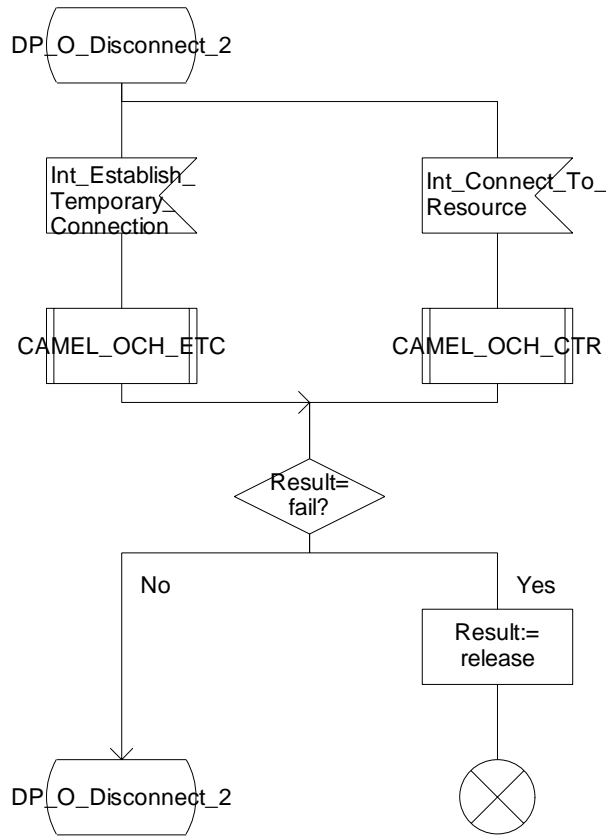 DP_O_Disconnect_2
Int_Establish_
Temporary_
Connection
Int_Connect_To_
Resource
CAMEL_OCH_ETC
CAMEL_OCH_CTR
Result=
fail?
No
Yes
Result:=
release
DP_O_Disconnect_2